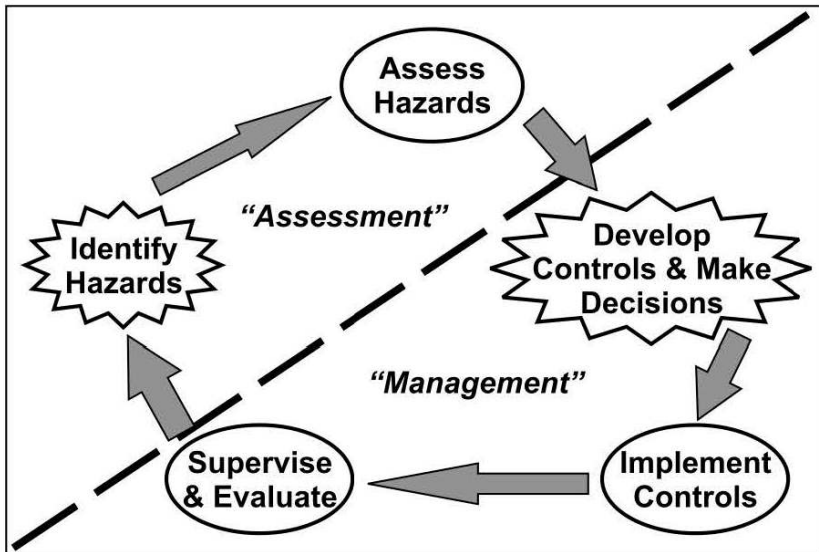 Assess
Hazards
“Assessment”
Identify
Hazards
Develop
Controls & Make
Decisions
“Management”
Supervise
& Evaluate
Implement
Controls